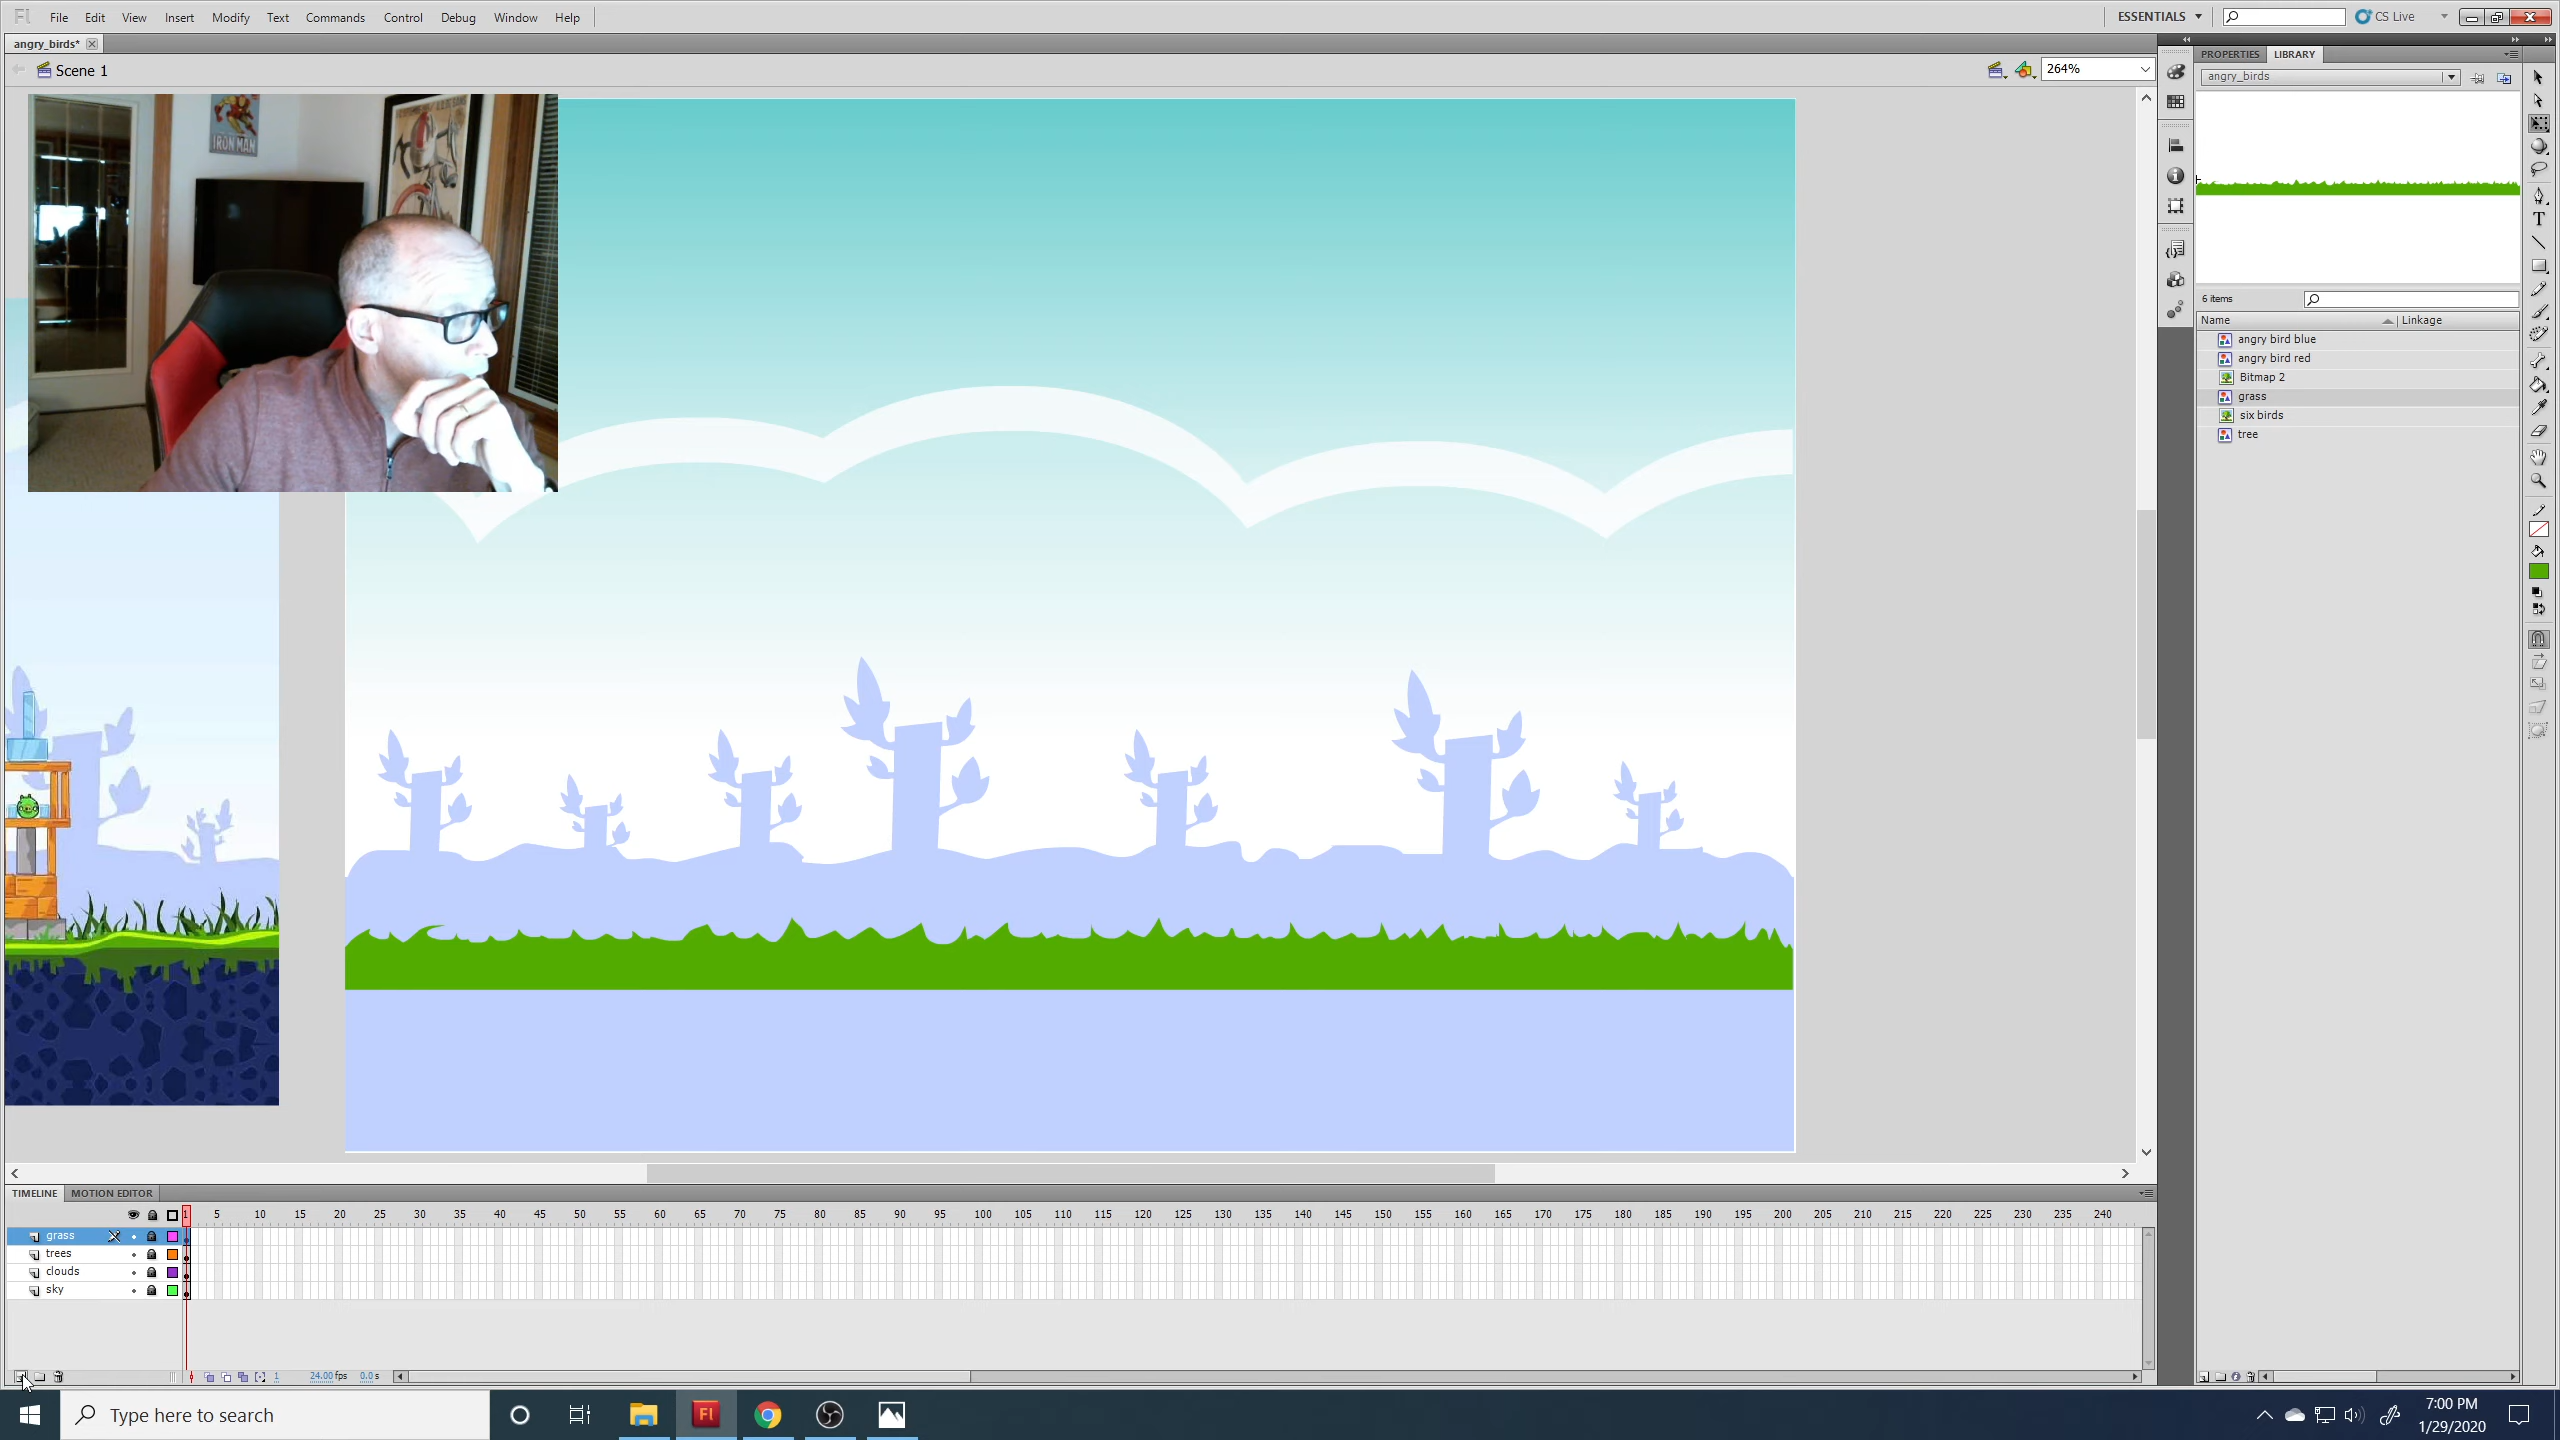 Fl File Edit View Insert Modify Text Commands Control Debug Window Help ESSENTIALS CS Live
angry_birds*
Scene 1 264%
IRON MAN
PROPERTIES LIBRARY
angry_birds
6 items
Name Linkage
angry bird blue
angry bird red
Bitmap 2
grass
six birds
tree
T
TIMELINE MOTION EDITOR
1 5 10 15 20 25 30 35 40 45 50 55 60 65 70 75 80 85 90 95 100 105 110 115 120 125 130 135 140 145 150 155 160 165 170 175 180 185 190 195 200 205 210 215 220 225 230 235 240
grass
trees
clouds
sky
1 24.00 fps 0.0 s
Type here to search
Fl
7:00 PM
1/29/2020